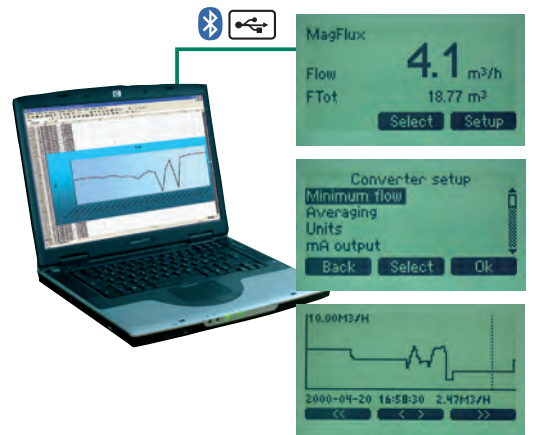 MagFlux
Flow 4.1 m³/h
FTot 18.77 m³
Select Setup
Converter setup
Minimum flow
Averaging
Units
mA output
Back Select Ok
10.00M3/H
2000-04-20 16:58:30 2.47M3/H
<< < > >>
hp